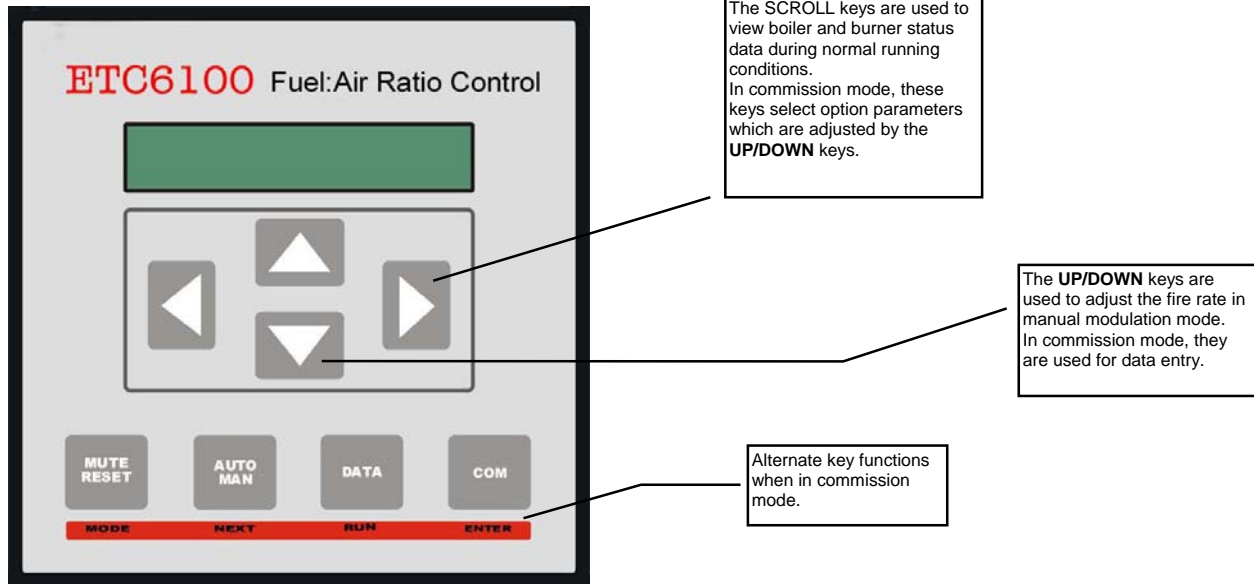 The SCROLL keys are used to
view boiler and burner status
data during normal running
conditions.
In commission mode, these
keys select option parameters
which are adjusted by the
UP/DOWN keys.
ETC6100 Fuel:Air Ratio Control
The UP/DOWN keys are
used to adjust the fire rate in
manual modulation mode.
In commission mode, they
are used for data entry.
MUTE
RESET
AUTO
MAN
DATA
COM
MODE
NEXT
RUN
ENTER
Alternate key functions
when in commission
mode.